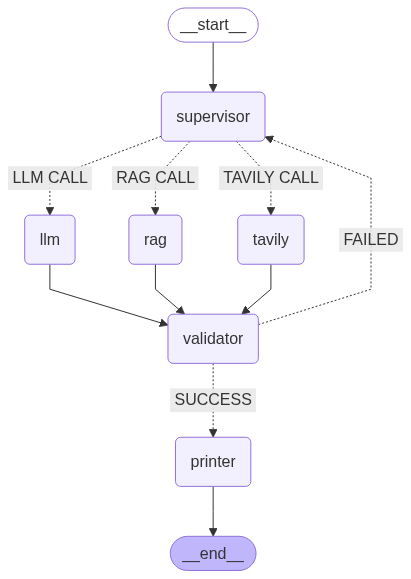 __start__
supervisor
LLM CALL
RAG CALL
TAVILY CALL
llm
rag
tavily
FAILED
validator
SUCCESS
printer
__end__